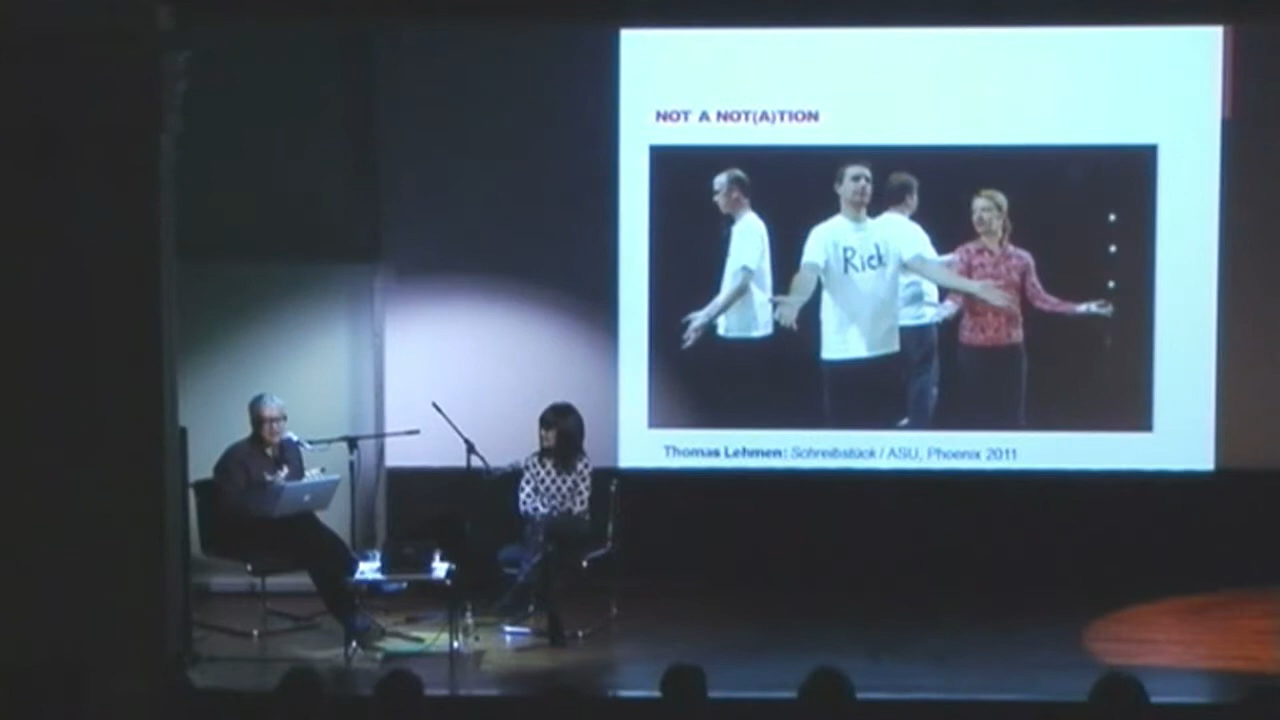 NOT A NOT(A)TION
Rick
Thomas Lehmen: Schreibstück / ASU, Phoenix 2011